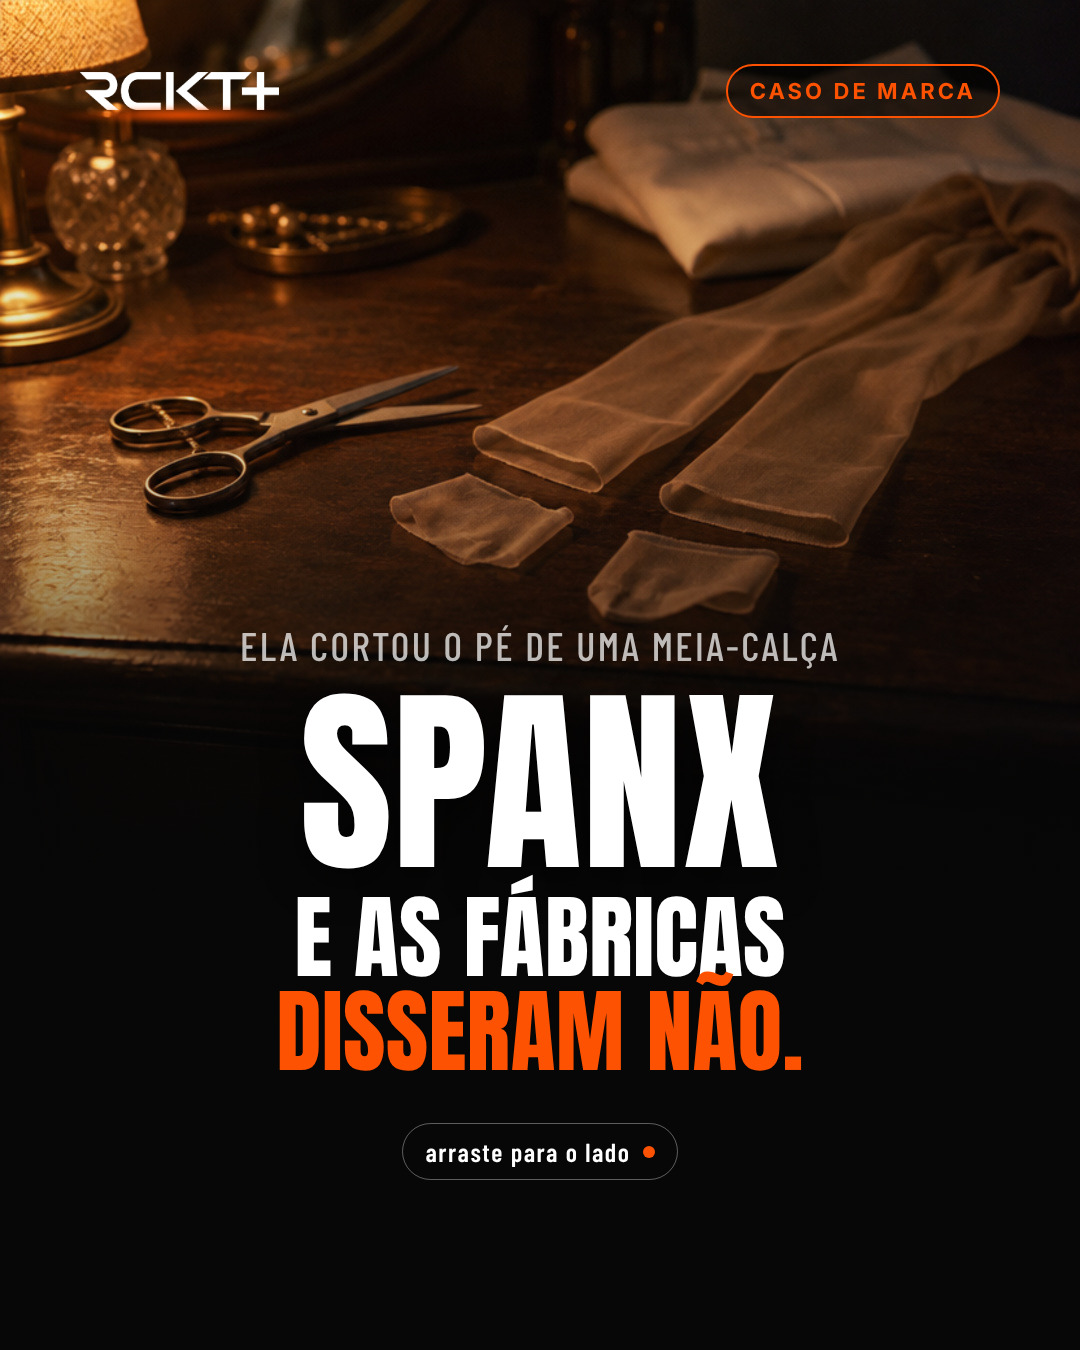 RCKT+
CASO DE MARCA
ELA CORTOU O PÉ DE UMA MEIA-CALÇA
SPANX
E AS FÁBRICAS
DISSERAM NÃO.
arraste para o lado